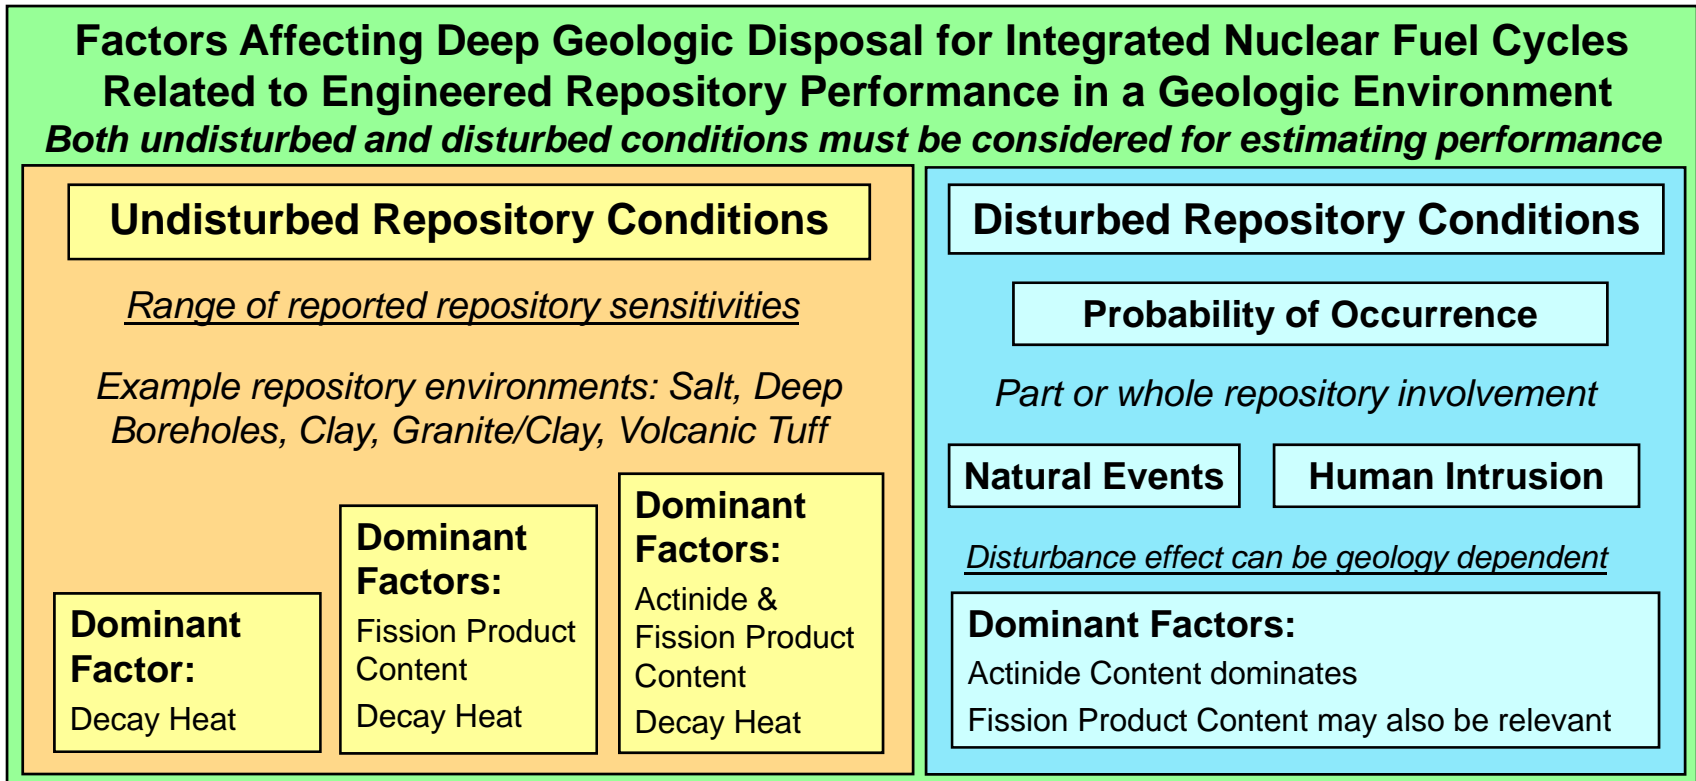 Factors Affecting Deep Geologic Disposal for Integrated Nuclear Fuel Cycles
Related to Engineered Repository Performance in a Geologic Environment
Both undisturbed and disturbed conditions must be considered for estimating performance
Undisturbed Repository Conditions
Range of reported repository sensitivities
Example repository environments: Salt, Deep
Boreholes, Clay, Granite/Clay, Volcanic Tuff
Dominant
Factor:
Decay Heat
Dominant
Factors:
Fission Product
Content
Decay Heat
Dominant
Factors:
Actinide &
Fission Product
Content
Decay Heat
Disturbed Repository Conditions
Probability of Occurrence
Part or whole repository involvement
Natural Events
Human Intrusion
Disturbance effect can be geology dependent
Dominant Factors:
Actinide Content dominates
Fission Product Content may also be relevant